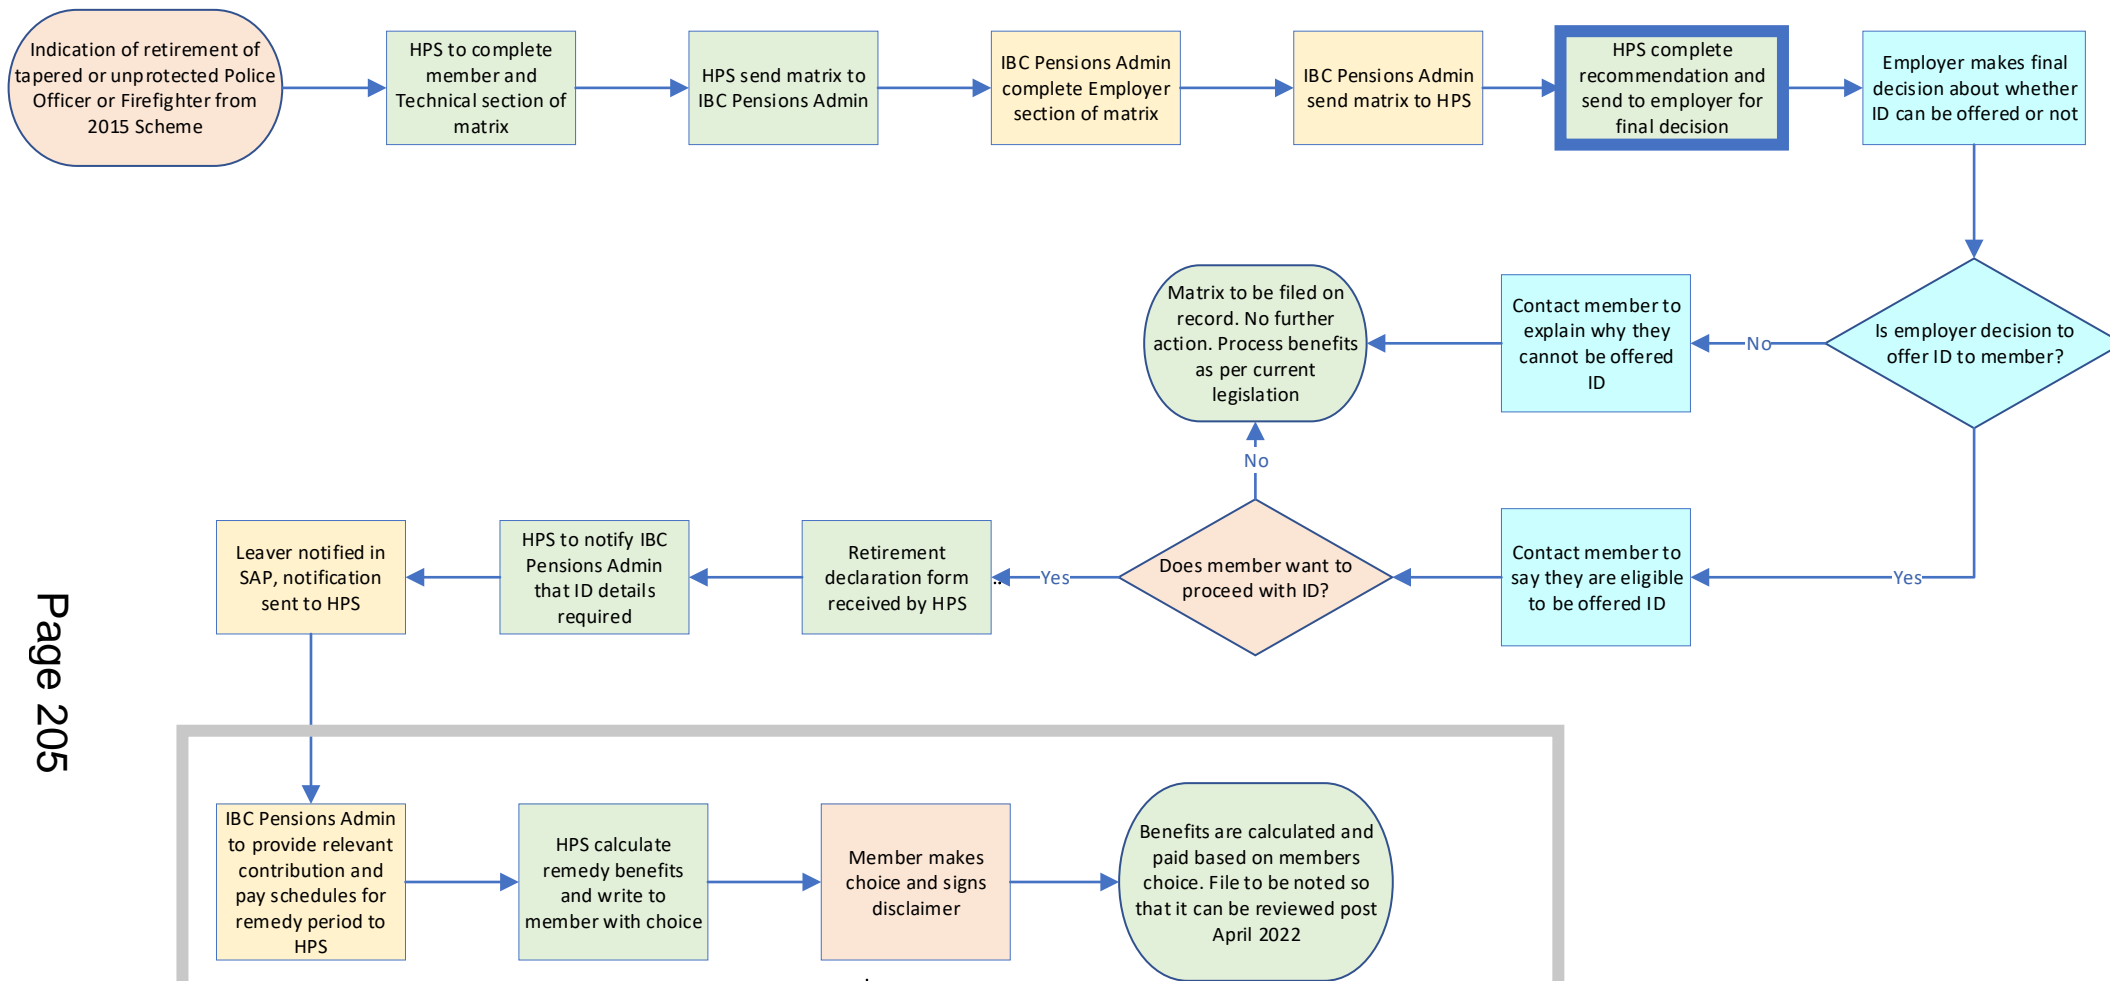 Indication of retirement of
tapered or unprotected Police
Officer or Firefighter from
2015 Scheme
HPS to complete
member and
Technical section of
matrix
HPS send matrix to
IBC Pensions Admin
IBC Pensions Admin
complete Employer
section of matrix
IBC Pensions Admin
send matrix to HPS
HPS complete
recommendation and
send to employer for
final decision
Employer makes final
decision about whether
ID can be offered or not
Is employer decision to
offer ID to member?
No
Contact member to
explain why they
cannot be offered
ID
Matrix to be filed on
record. No further
action. Process benefits
as per current
legislation
Yes
Contact member to
say they are eligible
to be offered ID
Does member want to
proceed with ID?
No
Yes
Retirement
declaration form
received by HPS
HPS to notify IBC
Pensions Admin
that ID details
required
Leaver notified in
SAP, notification
sent to HPS
IBC Pensions Admin
to provide relevant
contribution and
pay schedules for
remedy period to
HPS
HPS calculate
remedy benefits
and write to
member with choice
Member makes
choice and signs
disclaimer
Benefits are calculated and
paid based on members
choice. File to be noted so
that it can be reviewed post
April 2022
Page 205